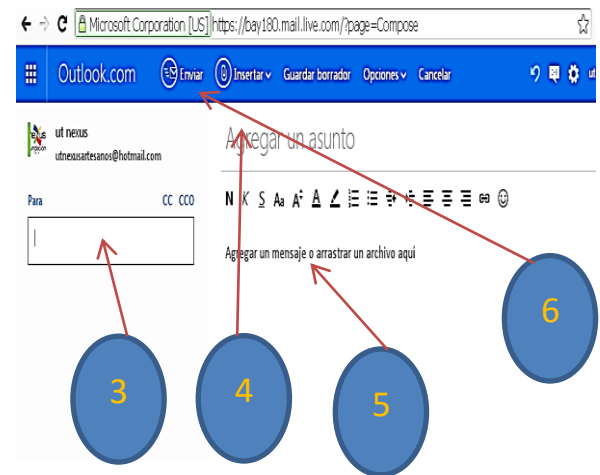 Microsoft Corporation [US] https://bay180.mail.live.com/?page=Compose
Outlook.com Enviar Insertar Guardar borrador Opciones Cancelar ut
ut nexus
utnexusartesanos@hotmail.com
Agregar un asunto
Para CC CCO
N K S Aa A A
Agregar un mensaje o arrastrar un archivo aquí
6
3
4
5